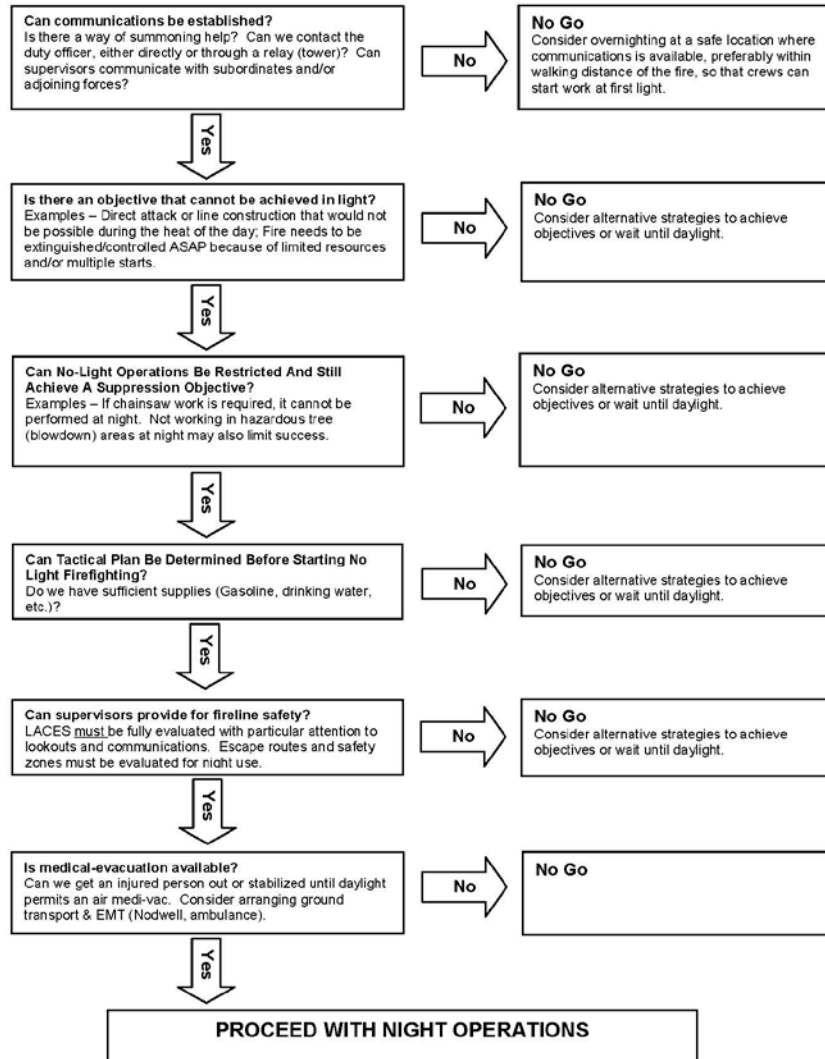 Can communications be established?
Is there a way of summoning help? Can we contact the
duty officer, either directly or through a relay (tower)? Can
supervisors communicate with subordinates and/or
adjoining forces?
No
No Go
Consider overnighting at a safe location where
communications is available, preferably within
walking distance of the fire, so that crews can
start work at first light.
Yes
Is there an objective that cannot be achieved in light?
Examples – Direct attack or line construction that would not
be possible during the heat of the day; Fire needs to be
extinguished/controlled ASAP because of limited resources
and/or multiple starts.
No
No Go
Consider alternative strategies to achieve
objectives or wait until daylight.
Yes
Can No-Light Operations Be Restricted And Still
Achieve A Suppression Objective?
Examples – If chainsaw work is required, it cannot be
performed at night. Not working in hazardous tree
(blowdown) areas at night may also limit success.
No
No Go
Consider alternative strategies to achieve
objectives or wait until daylight.
Yes
Can Tactical Plan Be Determined Before Starting No
Light Firefighting?
Do we have sufficient supplies (Gasoline, drinking water,
etc.)?
No
No Go
Consider alternative strategies to achieve
objectives or wait until daylight.
Yes
Can supervisors provide for fireline safety?
LACES must be fully evaluated with particular attention to
lookouts and communications. Escape routes and safety
zones must be evaluated for night use.
No
No Go
Consider alternative strategies to achieve
objectives or wait until daylight.
Yes
Is medical-evacuation available?
Can we get an injured person out or stabilized until daylight
permits an air medi-vac. Consider arranging ground
transport & EMT (Nodwell, ambulance).
No
No Go
Yes
PROCEED WITH NIGHT OPERATIONS